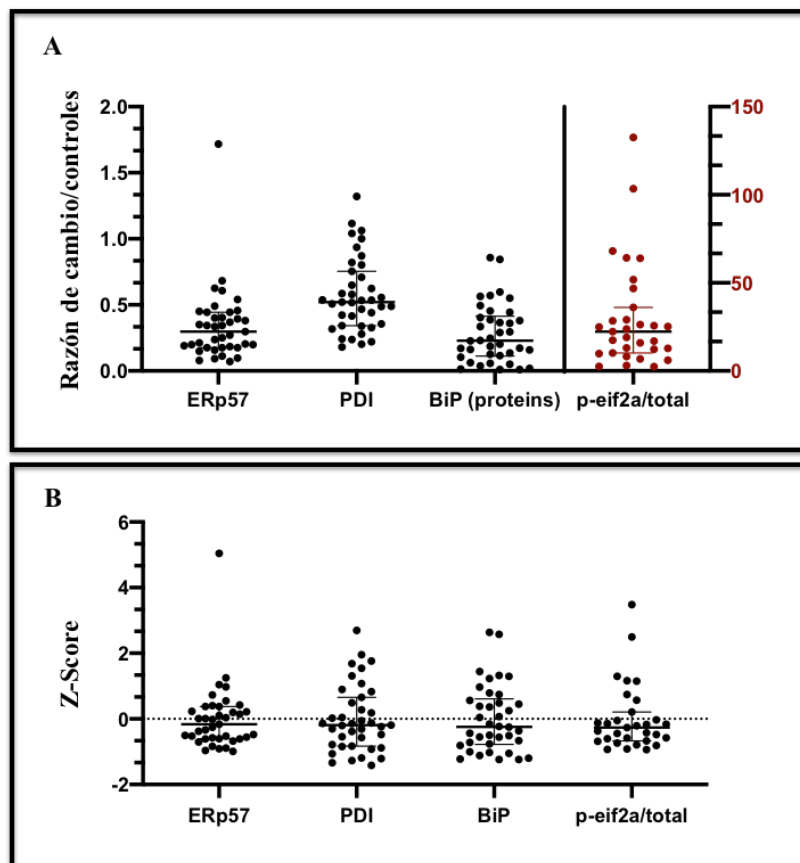 A
Razón de cambio/controles
2.0
1.5
1.0
0.5
0.0
150
100
50
0
ERp57 PDI BiP (proteins) p-eif2a/total
B
Z-Score
6
4
2
0
-2
ERp57 PDI BiP p-eif2a/total